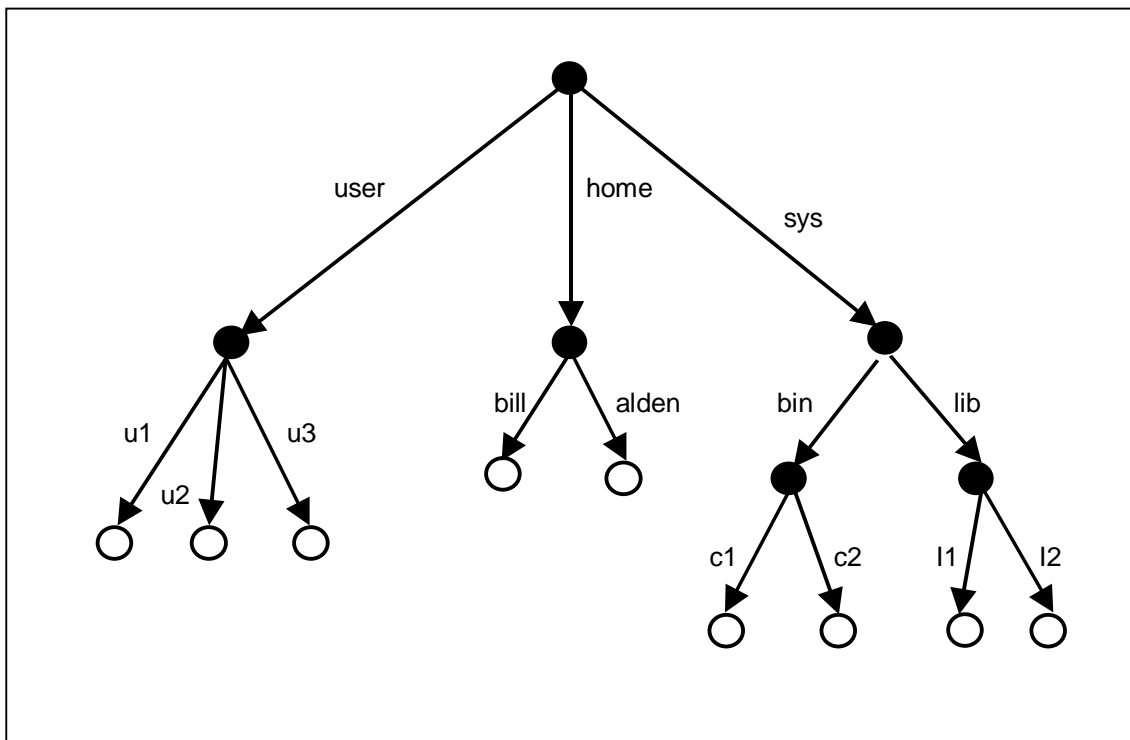 user
home
sys
bill
alden
bin
lib
u1
u3
u2
c1
c2
l1
l2